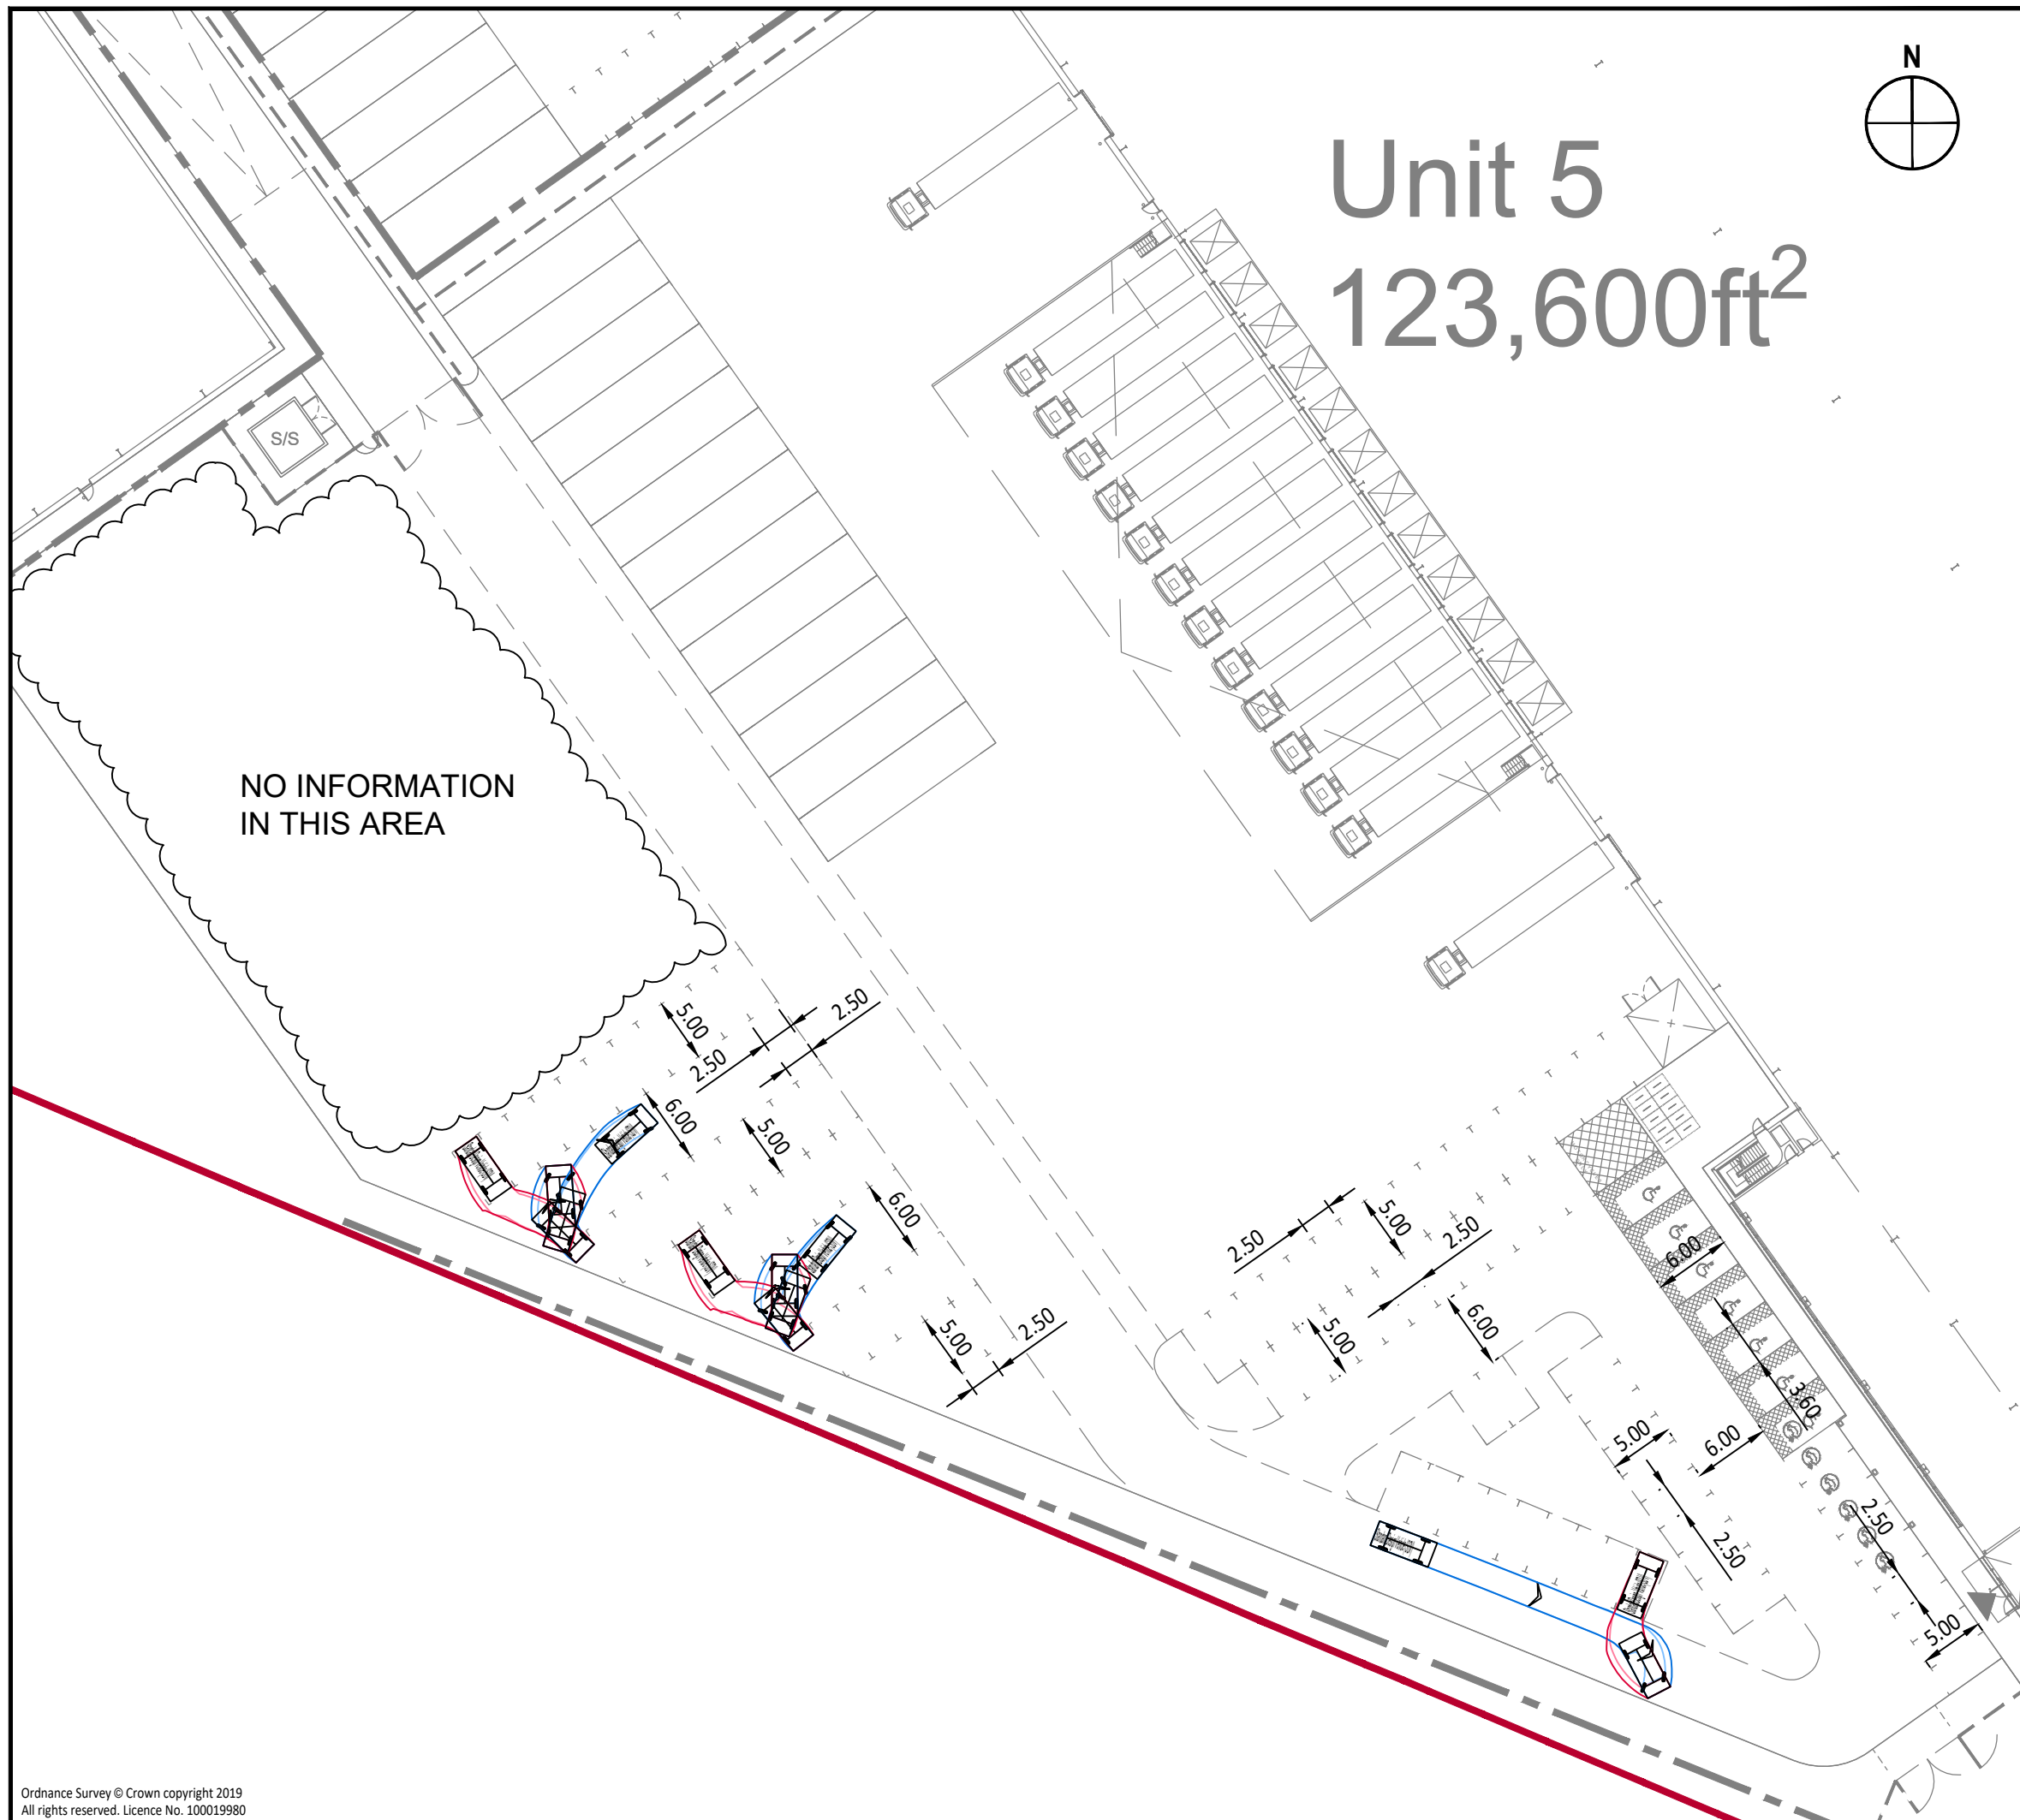 N
Unit 5
123,600ft²
S/S
NO INFORMATION
IN THIS AREA
5.00
2.50
2.50
6.00
5.00
6.00
5.00
2.50
2.50
5.00
2.50
5.00
6.00
6.00
3.60
5.00
6.00
2.50
2.50
5.00
Ordnance Survey © Crown copyright 2019
All rights reserved. Licence No. 100019980